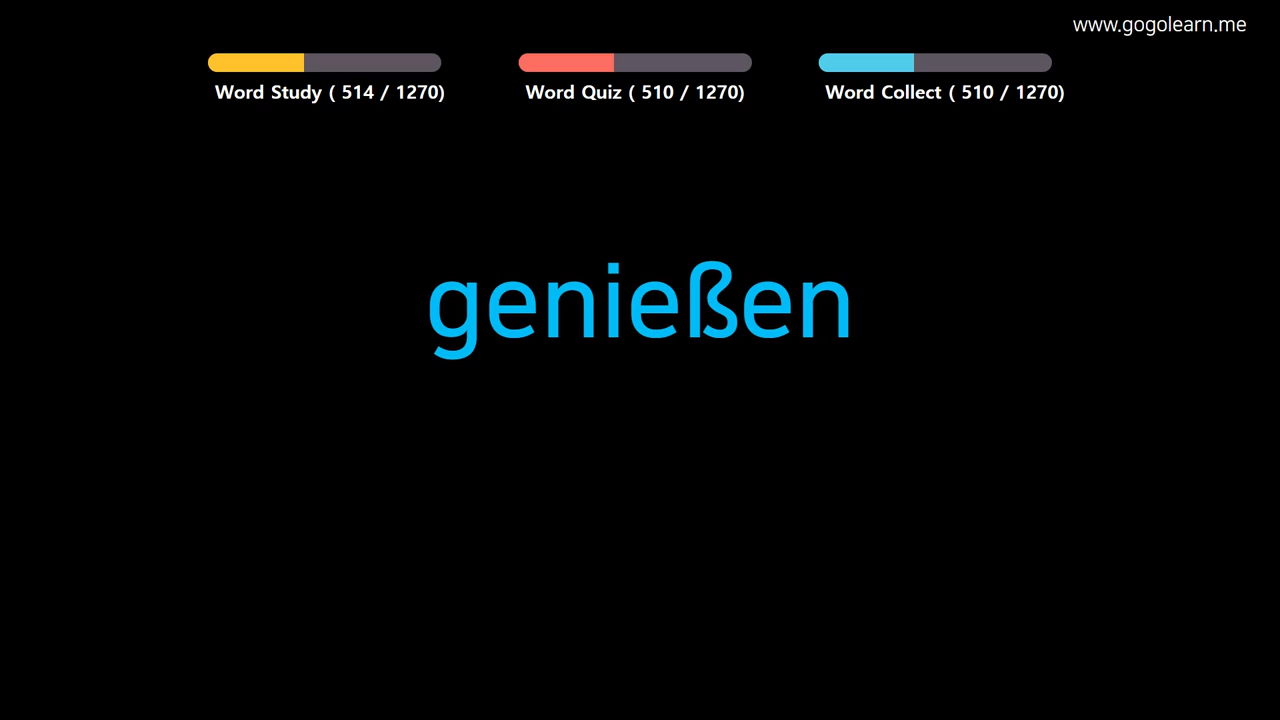 www.gogolearn.me
Word Study ( 514 / 1270)
Word Quiz ( 510 / 1270)
Word Collect ( 510 / 1270)
genießen